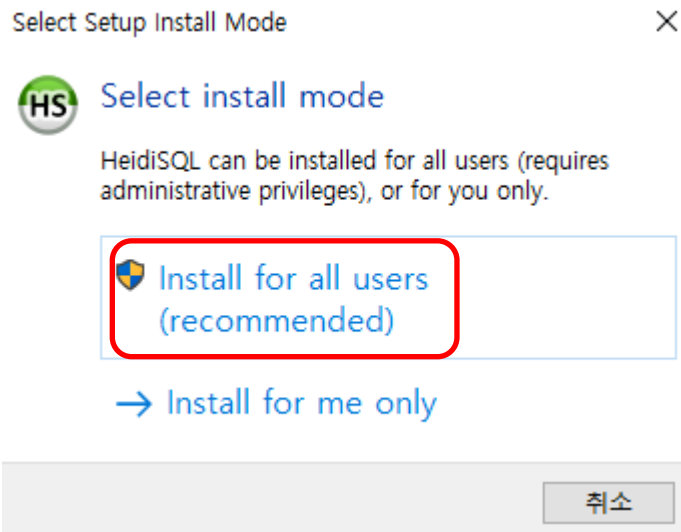 Select Setup Install Mode
HS
Select install mode
HeidiSQL can be installed for all users (requires
administrative privileges), or for you only.
Install for all users
(recommended)
Install for me only
취소